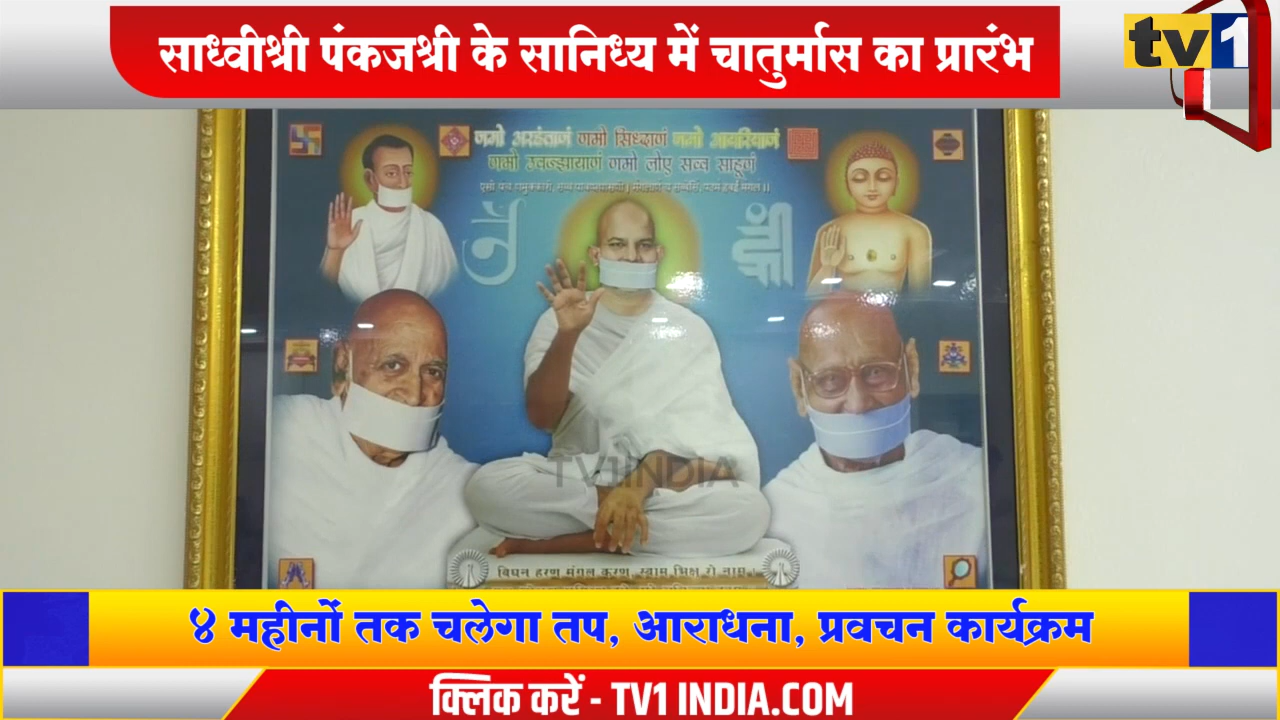 साध्वीश्री पंकजश्री के सानिध्य में चातुर्मास का प्रारंभ
tv1
णमो अरहंताणं णमो सिध्दाणं णमो आयरियाणं
णमो उवज्झायाणं णमो लोए सव्व साहूणं
TV1INDIA
विघन हरण मंगल करण, स्वाम भिक्षु रो नाम।
४ महीनों तक चलेगा तप, आराधना, प्रवचन कार्यक्रम
क्लिक करें - TV1 INDIA.COM